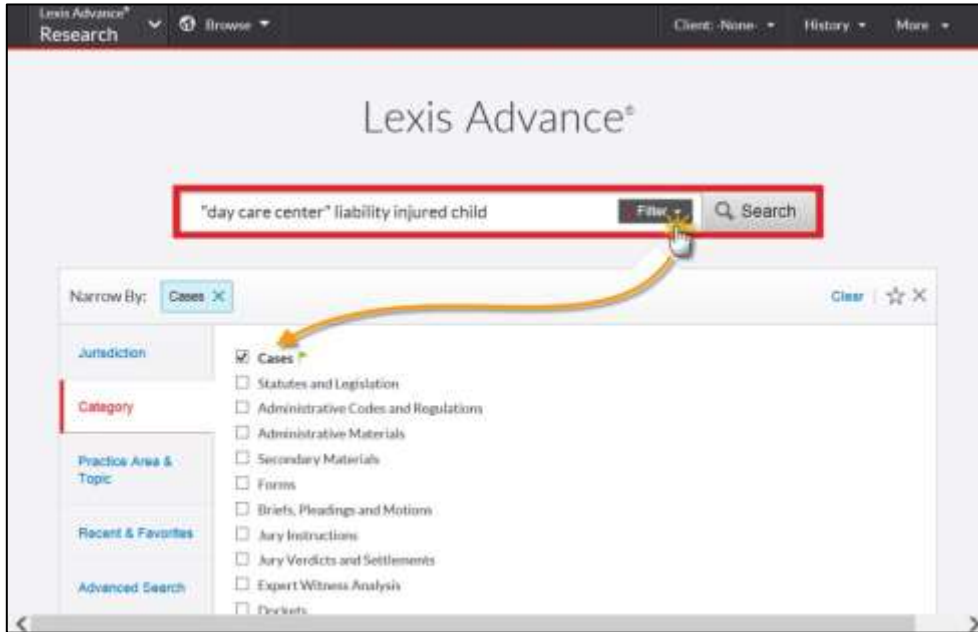 Lexis Advance®
Research
Browse
Client: -None-
History
More
Lexis Advance®
"day care center" liability injured child
Filter
Search
Narrow By:
Cases
Clear
Jurisdiction
Category
Practice Area &
Topic
Recent & Favorites
Advanced Search
Cases
Statutes and Legislation
Administrative Codes and Regulations
Administrative Materials
Secondary Materials
Forms
Briefs, Pleadings and Motions
Jury Instructions
Jury Verdicts and Settlements
Expert Witness Analysis
Dockets